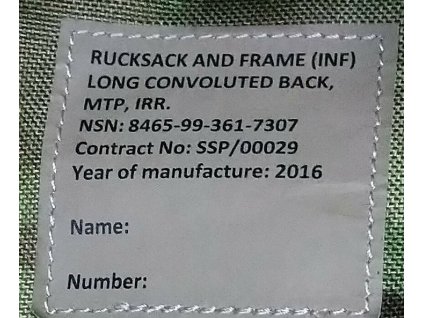 RUCKSACK AND FRAME (INF)
LONG CONVOLUTED BACK,
MTP, IRR.
NSN: 8465-99-361-7307
Contract No: SSP/00029
Year of manufacture: 2016
Name:
Number: